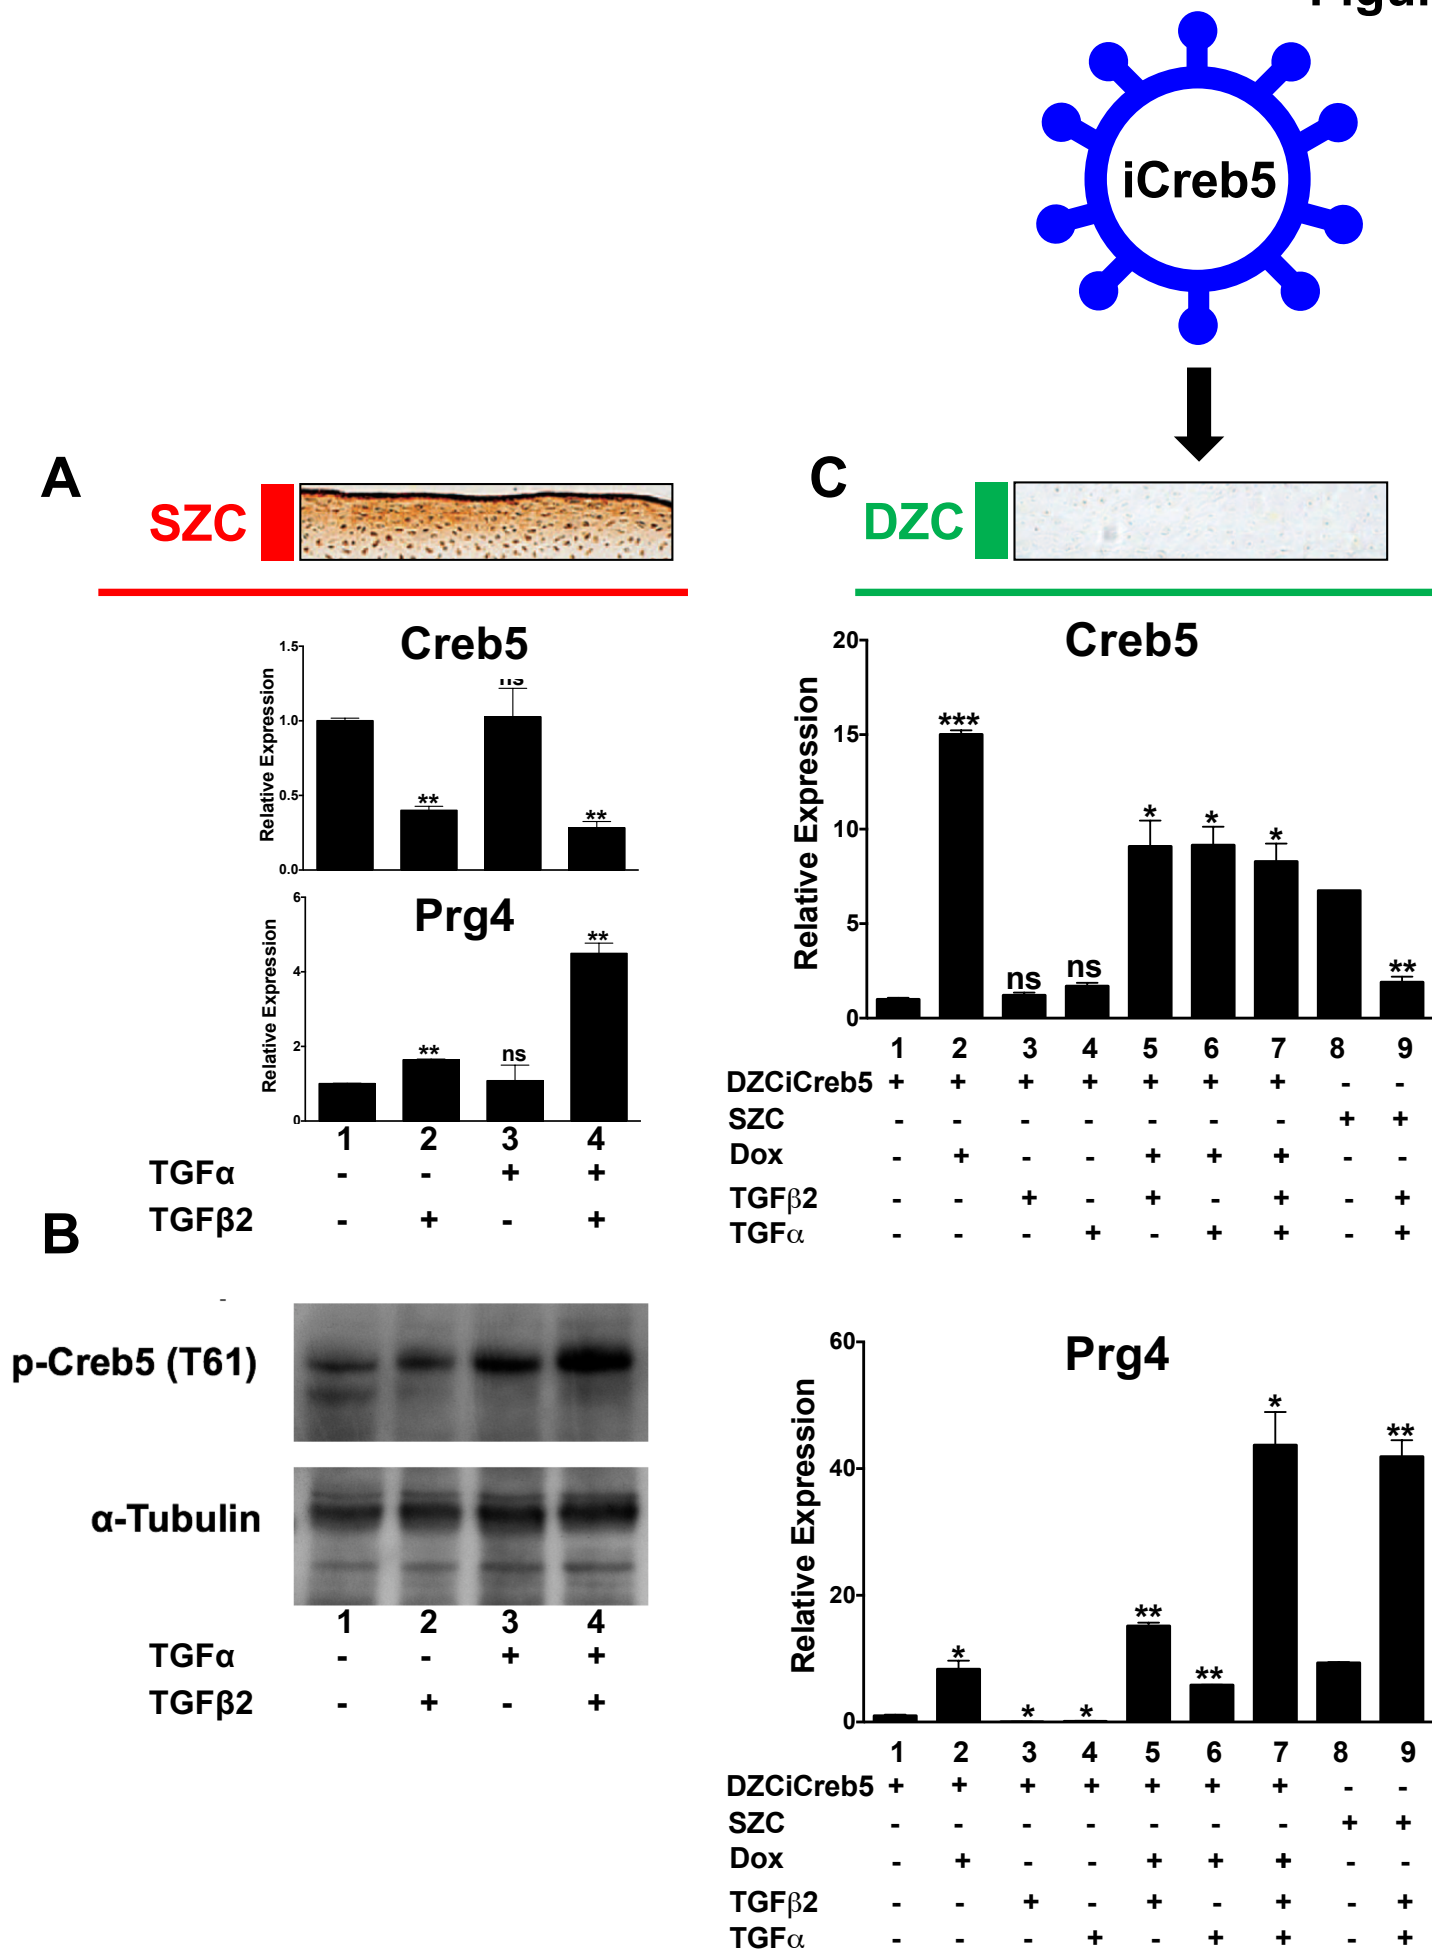 iCreb5
A
SZC
Creb5
Relative Expression
1.5
1.0
0.5
0.0
**
ns
**
Prg4
Relative Expression
6
4
2
0
**
ns
**
1 2 3 4
TGFα - - + +
TGFβ2 - + - +
B
-
p-Creb5 (T61)
α-Tubulin
1 2 3 4
TGFα - - + +
TGFβ2 - + - +
C
DZC
Creb5
Relative Expression
20
15
10
5
0
***
ns
ns
*
*
*
**
1 2 3 4 5 6 7 8 9
DZCiCreb5 + + + + + + + - -
SZC - - - - - - - + +
Dox - + - - + + + - -
TGFβ2 - - + - + - + - +
TGFα - - - + - + + - +
Prg4
Relative Expression
60
40
20
0
*
*
*
**
**
*
**
1 2 3 4 5 6 7 8 9
DZCiCreb5 + + + + + + + - -
SZC - - - - - - - + +
Dox - + - - + + + - -
TGFβ2 - - + - + - + - +
TGFα - - - + - + + - +